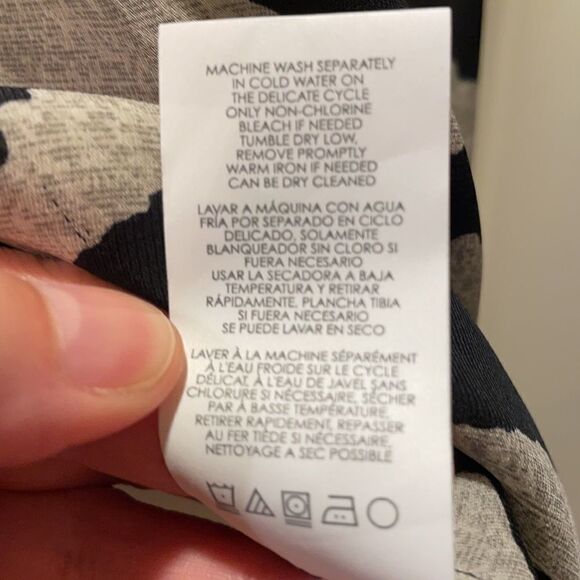 MACHINE WASH SEPARATELY
IN COLD WATER ON
THE DELICATE CYCLE
ONLY NON-CHLORINE
BLEACH IF NEEDED
TUMBLE DRY LOW,
REMOVE PROMPTLY
WARM IRON IF NEEDED
CAN BE DRY CLEANED
LAVAR A MÁQUINA CON AGUA
FRÍA POR SEPARADO EN CICLO
DELICADO, SOLAMENTE
BLANQUEADOR SIN CLORO SI
FUERA NECESARIO
USAR LA SECADORA A BAJA
TEMPERATURA Y RETIRAR
RÁPIDAMENTE, PLANCHA TIBIA
SI FUERA NECESARIO
SE PUEDE LAVAR EN SECO
LAVER À LA MACHINE SÉPARÉMENT
À L'EAU FROIDE SUR LE CYCLE
DÉLICAT, À L'EAU DE JAVEL SANS
CHLORURE SI NÉCESSAIRE, SÉCHER
PAR À BASSE TEMPÉRATURE,
RETIRER RAPIDEMENT, REPASSER
AU FER TIÈDE SI NÉCESSAIRE,
NETTOYAGE A SEC POSSIBLE